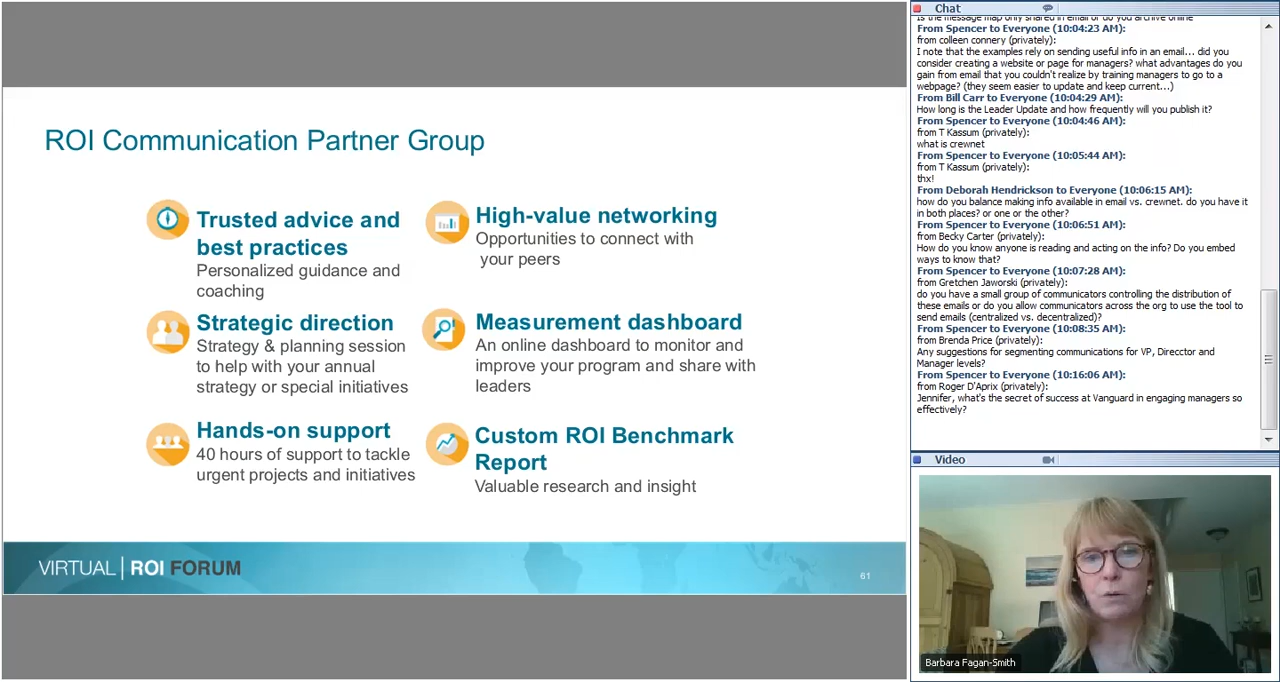 ROI Communication Partner Group
Trusted advice and
best practices
Personalized guidance and
coaching
Strategic direction
Strategy & planning session
to help with your annual
strategy or special initiatives
Hands-on support
40 hours of support to tackle
urgent projects and initiatives
High-value networking
Opportunities to connect with
your peers
Measurement dashboard
An online dashboard to monitor and
improve your program and share with
leaders
Custom ROI Benchmark
Report
Valuable research and insight
VIRTUAL | ROI FORUM
61
Chat
Is the message map only shared in email or do you archive online
From Spencer to Everyone (10:04:23 AM):
from colleen connery (privately):
I note that the examples rely on sending useful info in an email... did you
consider creating a website or page for managers? what advantages do you
gain from email that you couldn't realize by training managers to go to a
webpage? (they seem easier to update and keep current...)
From Bill Carr to Everyone (10:04:29 AM):
How long is the Leader Update and how frequently will you publish it?
From Spencer to Everyone (10:04:46 AM):
from T Kassum (privately):
what is crewnet
From Spencer to Everyone (10:05:44 AM):
from T Kassum (privately):
thx!
From Deborah Hendrickson to Everyone (10:06:15 AM):
how do you balance making info available in email vs. crewnet. do you have it
in both places? or one or the other?
From Spencer to Everyone (10:06:51 AM):
from Becky Carter (privately):
How do you know anyone is reading and acting on the info? Do you embed
ways to know that?
From Spencer to Everyone (10:07:28 AM):
from Gretchen Jaworski (privately):
do you have a small group of communicators controlling the distribution of
these emails or do you allow communicators across the org to use the tool to
send emails (centralized vs. decentralized)?
From Spencer to Everyone (10:08:35 AM):
from Brenda Price (privately):
Any suggestions for segmenting communications for VP, Direcctor and
Manager levels?
From Spencer to Everyone (10:16:06 AM):
from Roger D'Aprix (privately):
Jennifer, what's the secret of success at Vanguard in engaging managers so
effectively?
Video
Barbara Fagan-Smith